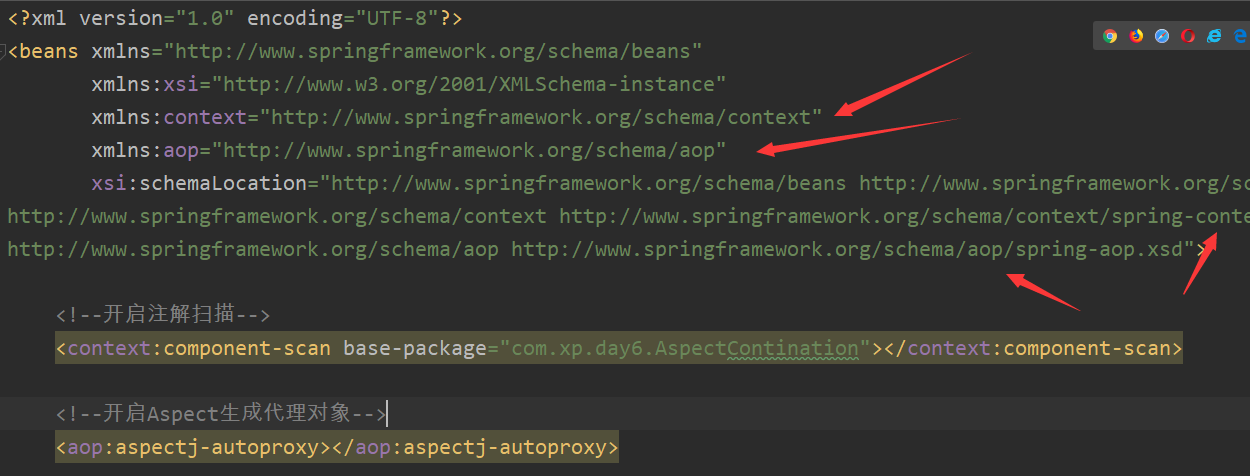 <?xml version="1.0" encoding="UTF-8"?>
<beans xmlns="http://www.springframework.org/schema/beans"
xmlns:xsi="http://www.w3.org/2001/XMLSchema-instance"
xmlns:context="http://www.springframework.org/schema/context"
xmlns:aop="http://www.springframework.org/schema/aop"
xsi:schemaLocation="http://www.springframework.org/schema/beans http://www.springframework.org/sc
http://www.springframework.org/schema/context http://www.springframework.org/schema/context/spring-conte
http://www.springframework.org/schema/aop http://www.springframework.org/schema/aop/spring-aop.xsd">
<!--开启注解扫描-->
<context:component-scan base-package="com.xp.day6.AspectContination"></context:component-scan>
<!--开启Aspect生成代理对象-->
<aop:aspectj-autoproxy></aop:aspectj-autoproxy>